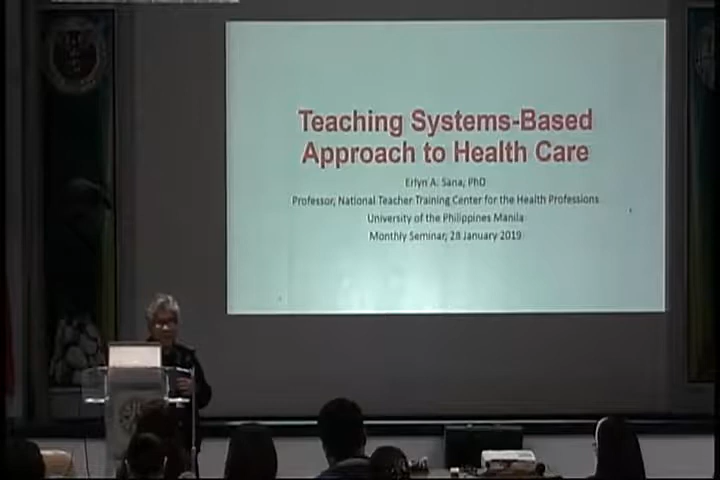 Teaching Systems-Based
Approach to Health Care
Erlyn A. Sana, PhD
Professor, National Teacher Training Center for the Health Professions
University of the Philippines Manila
Monthly Seminar, 28 January 2019